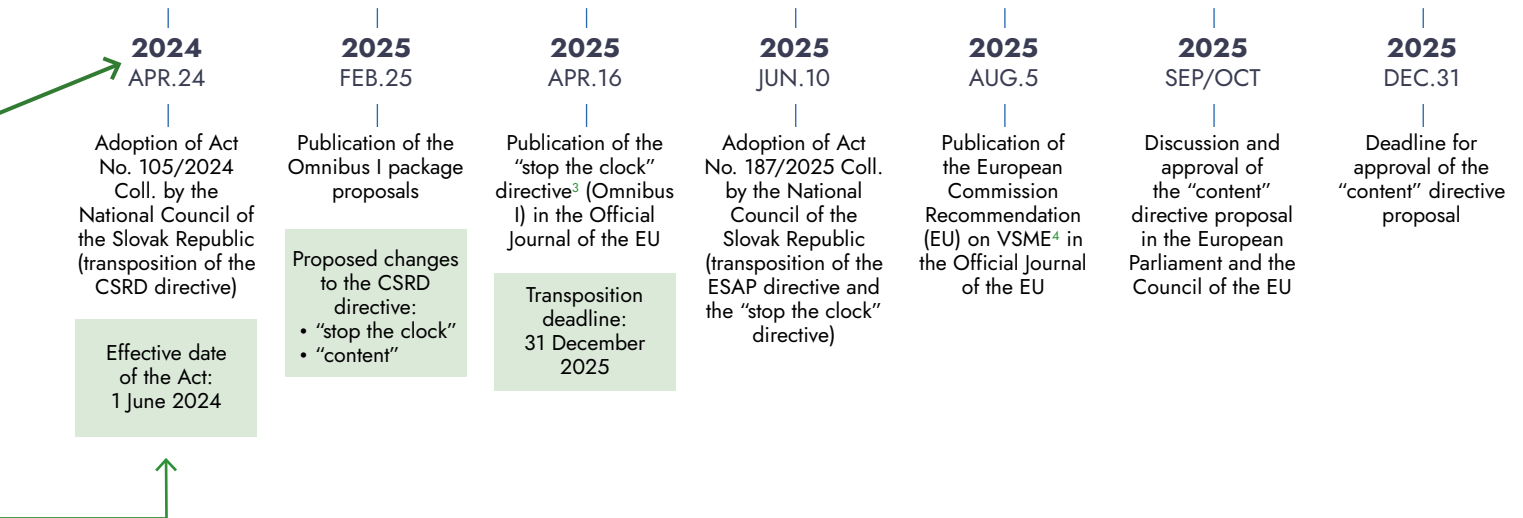 2024
APR.24
Adoption of Act
No. 105/2024
Coll. by the
National Council of
the Slovak Republic
(transposition of the
CSRD directive)
Effective date
of the Act:
1 June 2024
2025
FEB.25
Publication of the
Omnibus I package
proposals
Proposed changes
to the CSRD
directive:
• “stop the clock”
• “content”
2025
APR.16
Publication of the
“stop the clock”
directive³ (Omnibus
I) in the Official
Journal of the EU
Transposition
deadline:
31 December
2025
2025
JUN.10
Adoption of Act
No. 187/2025 Coll.
by the National
Council of the
Slovak Republic
(transposition of the
ESAP directive and
the “stop the clock”
directive)
2025
AUG.5
Publication of
the European
Commission
Recommendation
(EU) on VSME⁴ in
the Official Journal
of the EU
2025
SEP/OCT
Discussion and
approval of
the “content”
directive proposal
in the European
Parliament and the
Council of the EU
2025
DEC.31
Deadline for
approval of the
“content” directive
proposal